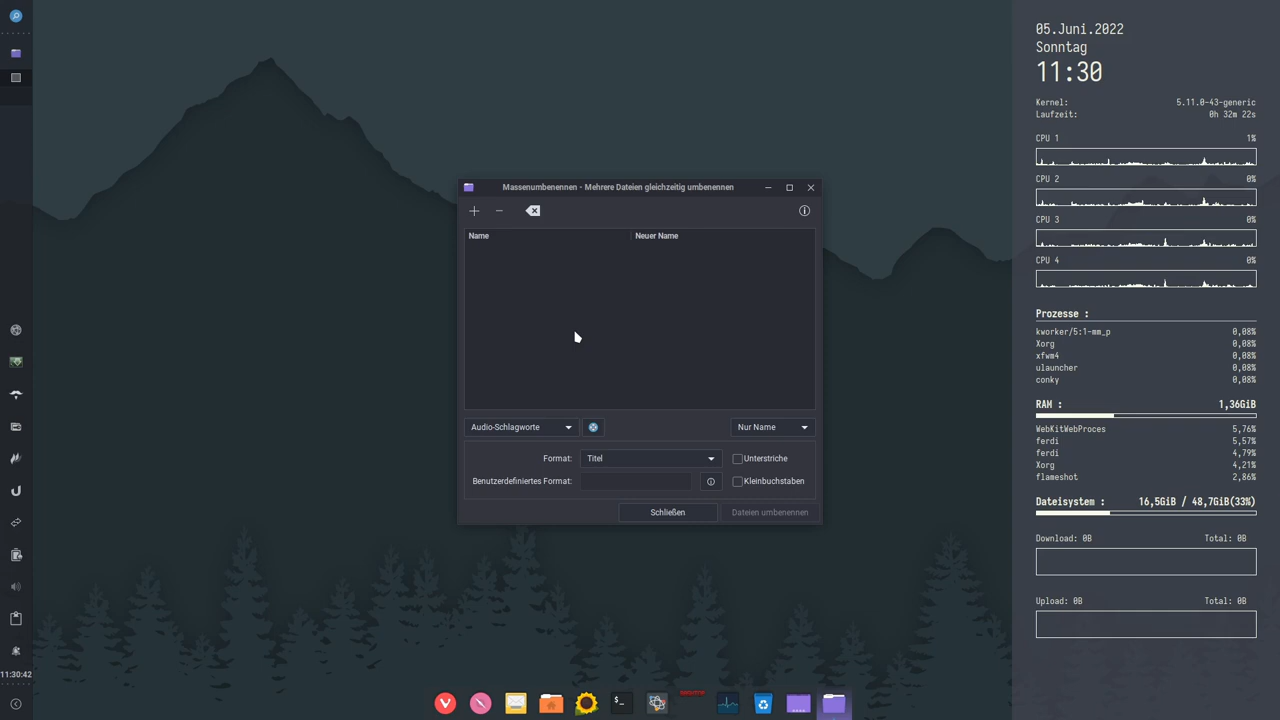 Massenumbenennen - Mehrere Dateien gleichzeitig umbenennen
Name Neuer Name
Audio-Schlagworte Nur Name
Format: Titel Unterstriche
Benutzerdefiniertes Format: Kleinbuchstaben
Schließen Dateien umbenennen
05.Juni.2022
Sonntag
11:30
Kernel: 5.11.0-43-generic
Laufzeit: 0h 32m 22s
CPU 1 1%
CPU 2 0%
CPU 3 0%
CPU 4 0%
Prozesse :
kworker/5:1-mm_p 0,08%
Xorg 0,08%
xfwm4 0,08%
ulauncher 0,08%
conky 0,08%
RAM : 1,36GiB
WebKitWebProces 5,76%
ferdi 5,57%
ferdi 4,79%
Xorg 4,21%
flameshot 2,86%
Dateisystem : 16,5GiB / 48,7GiB(33%)
Download: 0B Total: 0B
Upload: 0B Total: 0B
11:30:42